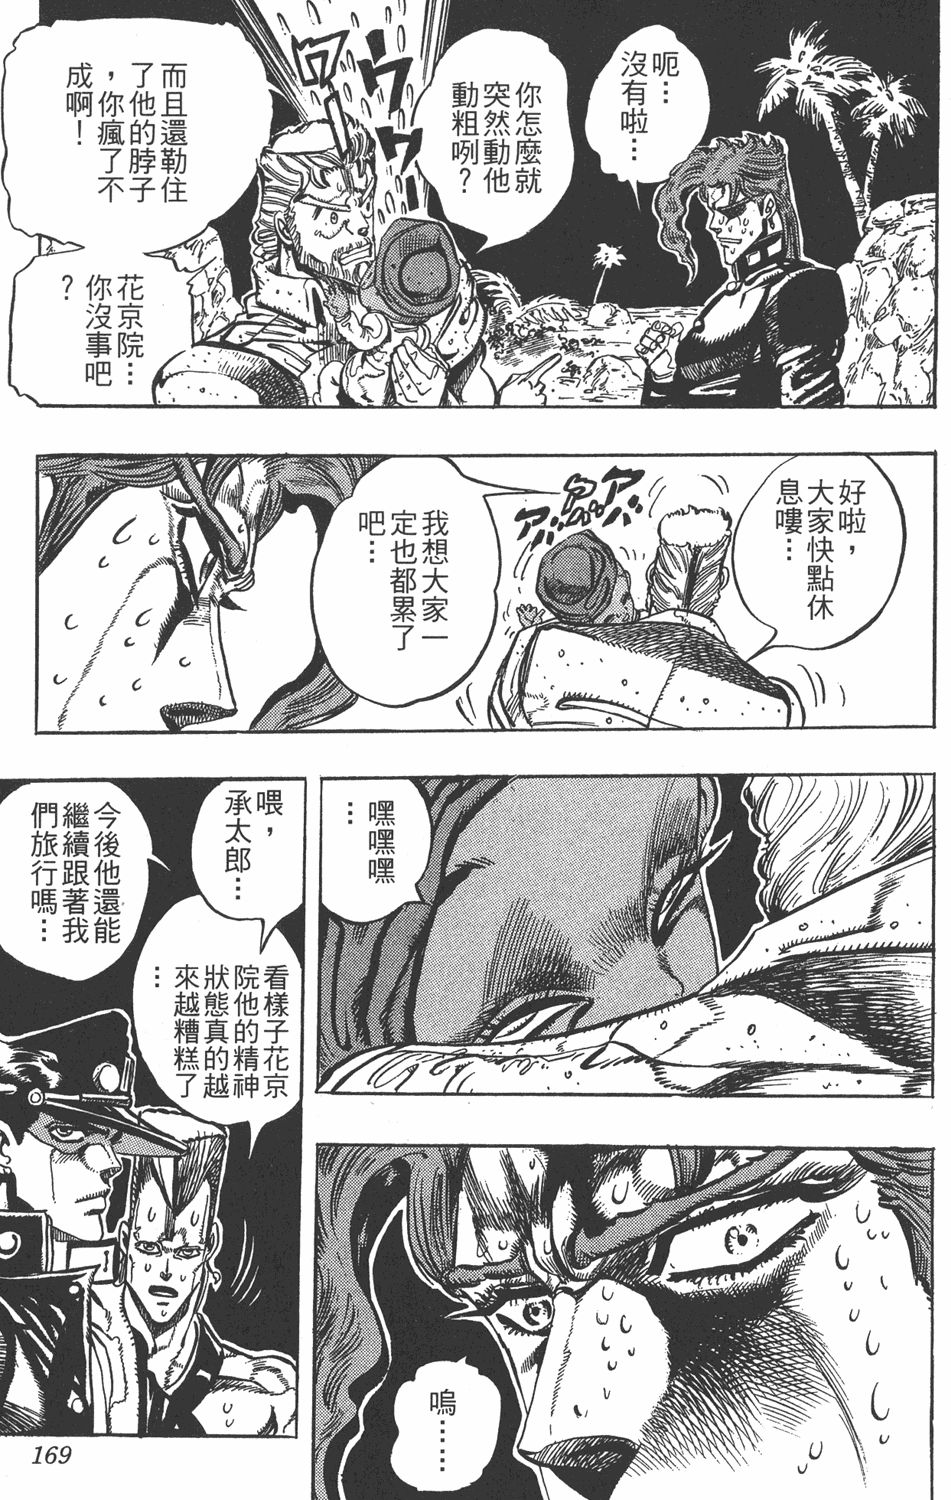 呃…
沒有啦…
你怎麼就
突然動他
動粗咧？
ワ
而且還勒住
了他的脖子
，你瘋了不
成啊！
花京院…
你沒事吧
？
好啦，
大家快點休
息嘍…
アブ
アブ
我想大家一
定也都累了
吧…
嘿嘿嘿
…
喂，
承太郎…
看樣子花京
院他的精神
狀態真的越
來越糟糕了
…
今後他還能
繼續跟著我
們旅行嗎…
嗚……
169